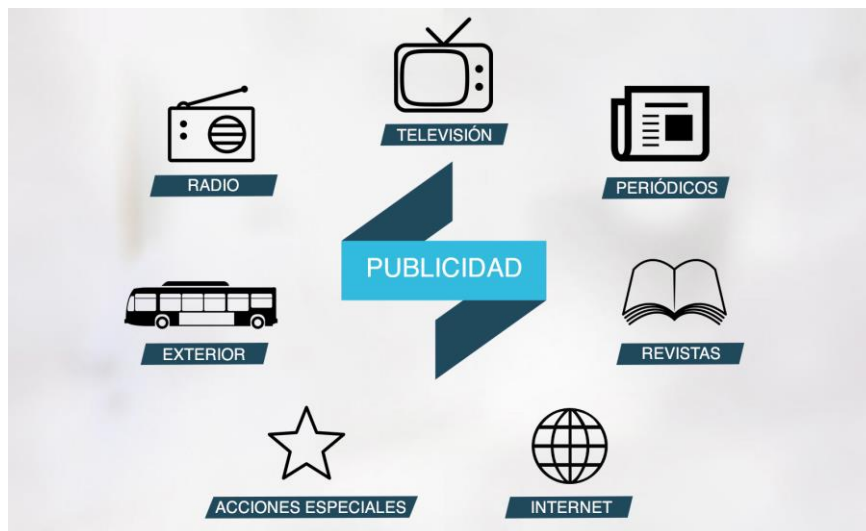 TELEVISIÓN
RADIO
PERIÓDICOS
PUBLICIDAD
EXTERIOR
REVISTAS
ACCIONES ESPECIALES
INTERNET